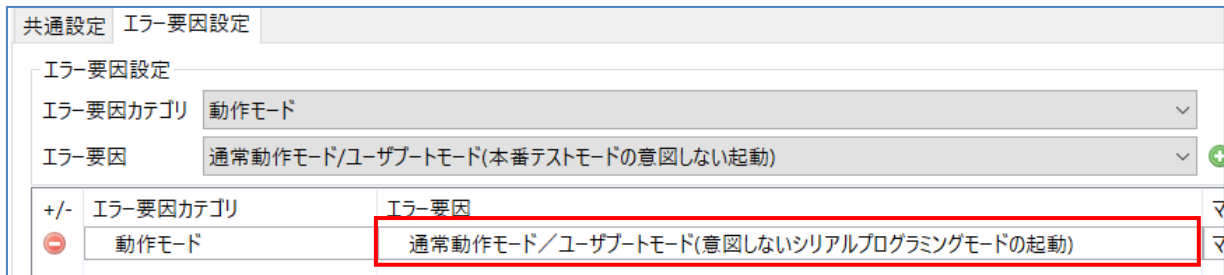 共通設定 エラー要因設定
エラー要因設定
エラー要因カテゴリ 動作モード
エラー要因 通常動作モード/ユーザブートモード(本番テストモードの意図しない起動)
+/- エラー要因カテゴリ エラー要因
動作モード 通常動作モード／ユーザブートモード(意図しないシリアルプログラミングモードの起動)